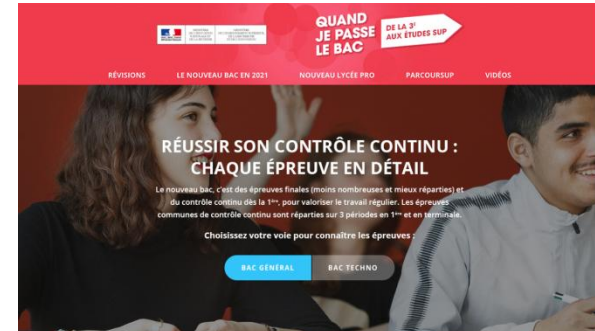 QUAND
JE PASSE
LE BAC
DE LA 3e
AUX ÉTUDES SUP
RÉVISIONS LE NOUVEAU BAC EN 2021 NOUVEAU LYCÉE PRO PARCOURSUP VIDÉOS
RÉUSSIR SON CONTRÔLE CONTINU :
CHAQUE ÉPREUVE EN DÉTAIL
Le nouveau bac, c'est des épreuves finales (moins nombreuses et mieux réparties) et
du contrôle continu dès la 1ère, pour valoriser le travail régulier. Les épreuves
communes de contrôle continu sont réparties sur 3 périodes en 1ère et en terminale.
Choisissez votre voie pour connaître les épreuves :
BAC GÉNÉRAL BAC TECHNO